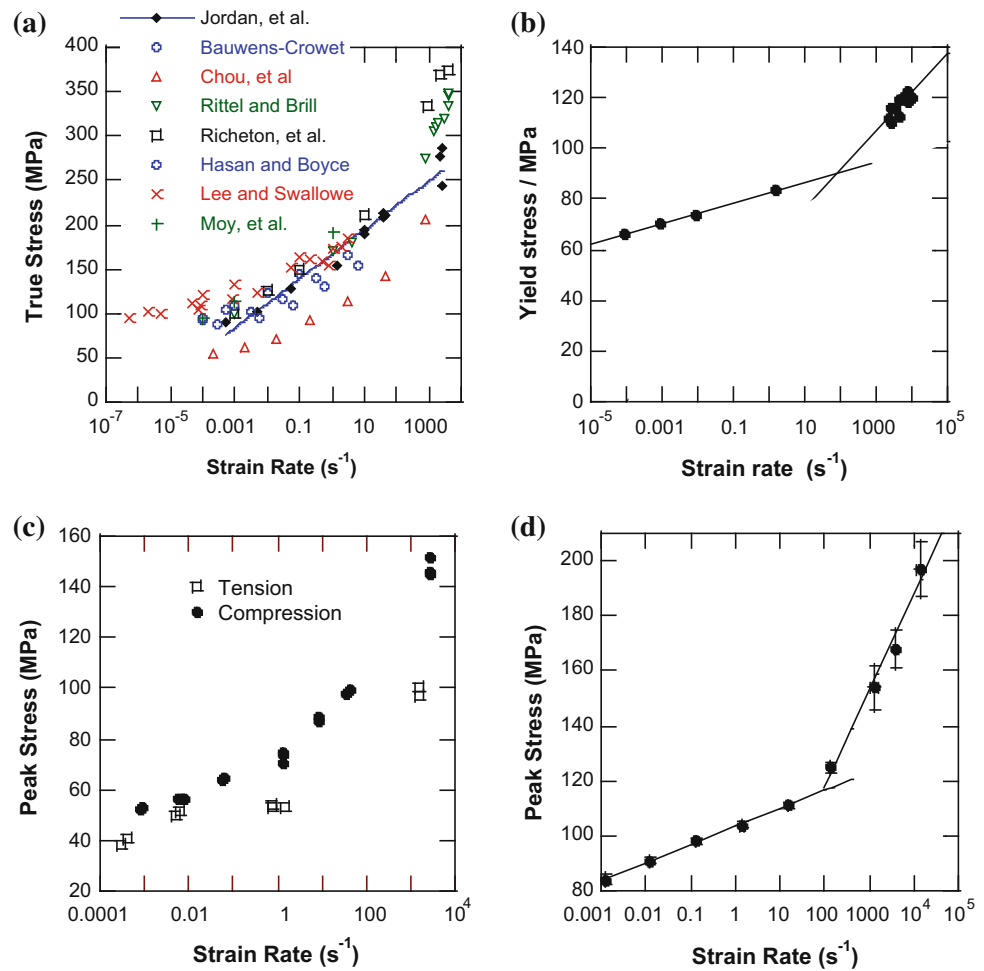 (a)
Jordan, et al.
Bauwens-Crowet
Chou, et al
Rittel and Brill
Richeton, et al.
Hasan and Boyce
Lee and Swallowe
Moy, et al.
400
350
300
250
200
150
100
50
0
True Stress (MPa)
10⁻⁷ 10⁻⁵ 0.001 0.1 10 1000
Strain Rate (s⁻¹)
(b)
140
120
100
80
60
40
20
0
Yield stress / MPa
10⁻⁵ 0.001 0.1 10 1000 10⁵
Strain rate (s⁻¹)
(c)
160
140
120
100
80
60
40
20
Peak Stress (MPa)
Tension
Compression
0.0001 0.01 1 100 10⁴
Strain Rate (s⁻¹)
(d)
200
180
160
140
120
100
80
Peak Stress (MPa)
0.001 0.01 0.1 1 10 100 1000 10⁴ 10⁵
Strain Rate (s⁻¹)